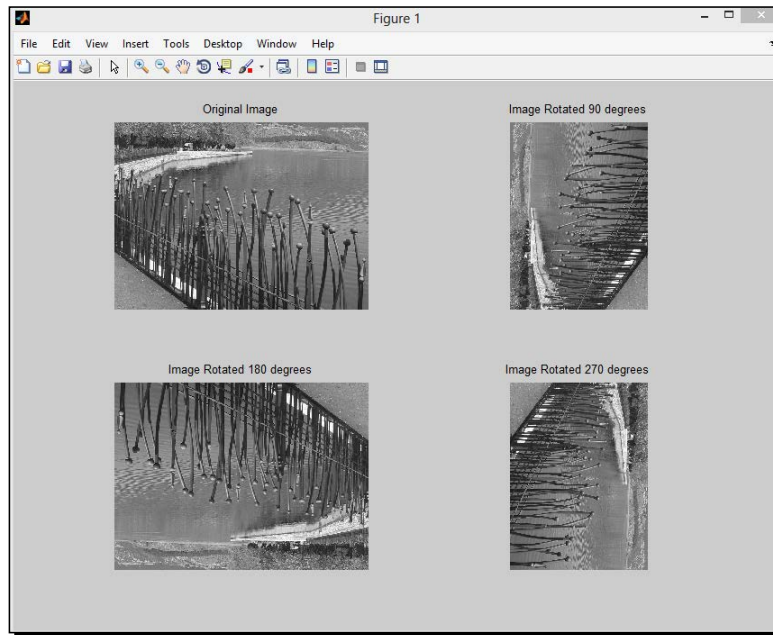 Figure 1
File Edit View Insert Tools Desktop Window Help
Original Image
Image Rotated 90 degrees
Image Rotated 180 degrees
Image Rotated 270 degrees